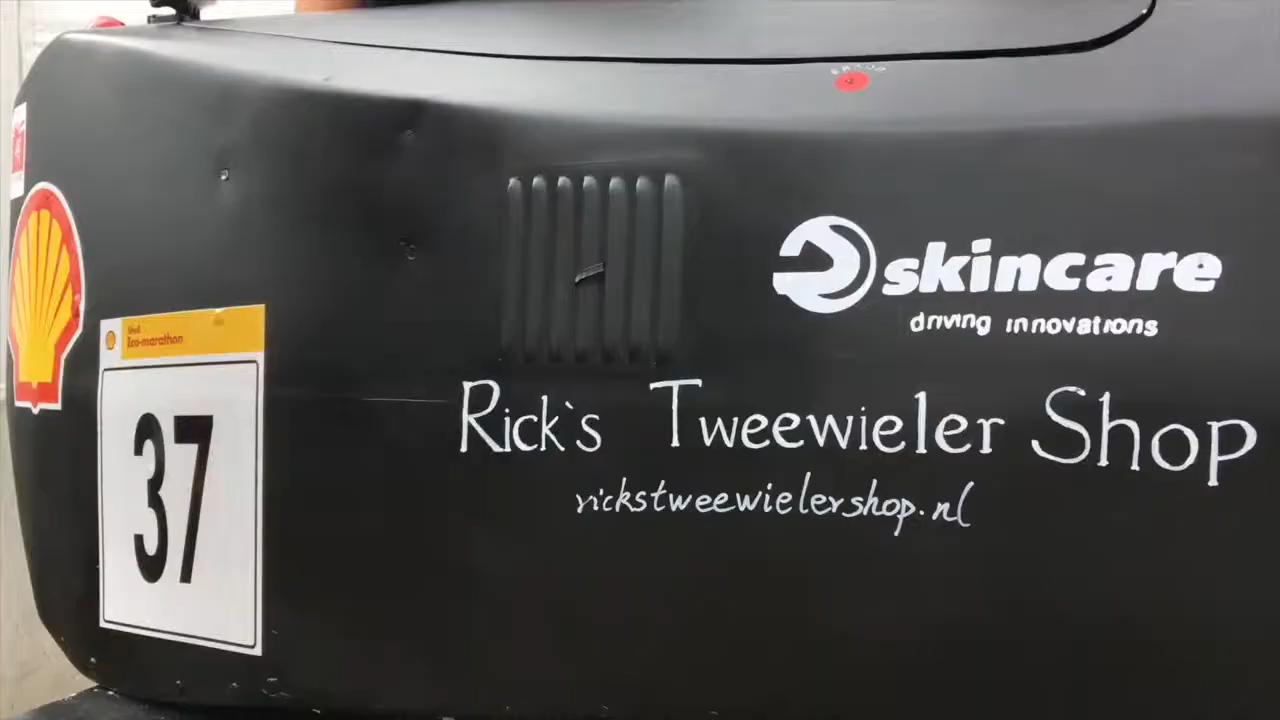 skincare
driving innovations
Shell
Eco-marathon
37
Rick's Tweewieler Shop
rickstweewielershop.nl